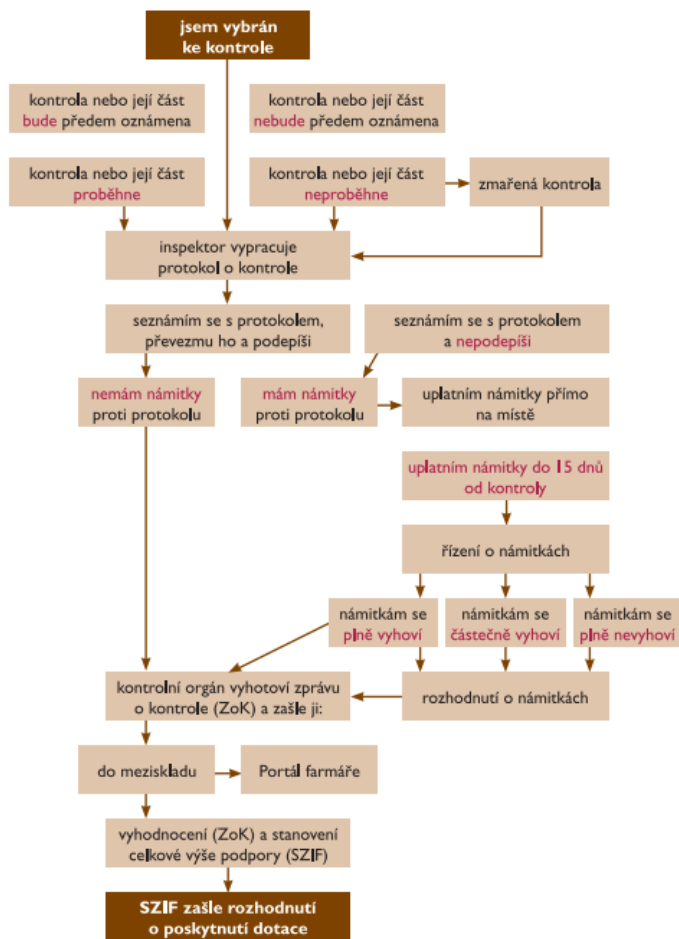 jsem vybrán
ke kontrole
kontrola nebo její část
bude předem oznámena
kontrola nebo její část
nebude předem oznámena
kontrola nebo její část
proběhne
kontrola nebo její část
neproběhne
zmařená kontrola
inspektor vypracuje
protokol o kontrole
seznámím se s protokolem,
převezmu ho a podepíši
seznámím se s protokolem
a nepodepíši
nemám námitky
proti protokolu
mám námitky
proti protokolu
uplatním námitky přímo
na místě
uplatním námitky do 15 dnů
od kontroly
řízení o námitkách
námitkám se
plně vyhoví
námitkám se
částečně vyhoví
námitkám se
plně nevyhoví
kontrolní orgán vyhotoví zprávu
o kontrole (ZoK) a zašle ji:
rozhodnutí o námitkách
do meziskladu
Portál farmáře
vyhodnocení (ZoK) a stanovení
celkové výše podpory (SZIF)
SZIF zašle rozhodnutí
o poskytnutí dotace